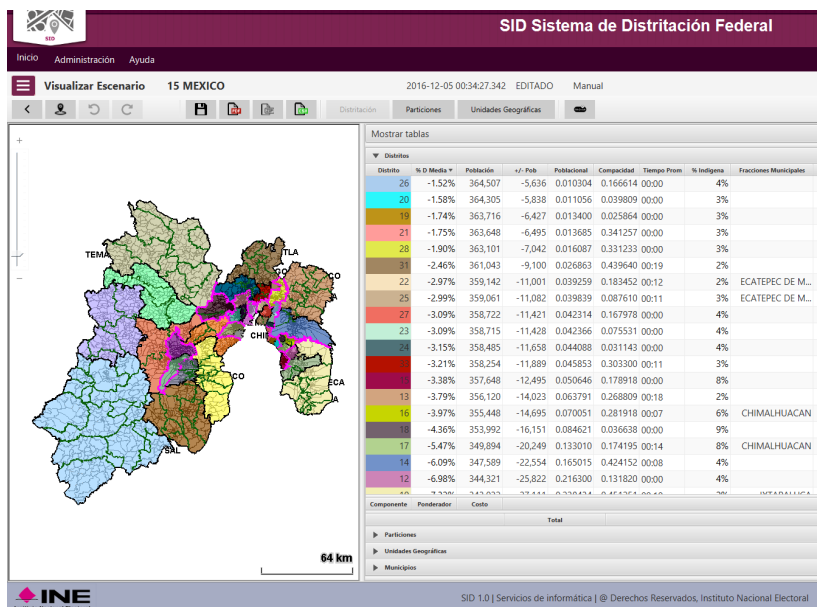 SID
SID Sistema de Distritación Federal
Inicio Administración Ayuda
Visualizar Escenario 15 MEXICO 2016-12-05 00:34:27.342 EDITADO Manual
Distritación Particiones Unidades Geográficas
Mostrar tablas
Distritos
Distrito % D Media ▼ Población +/- Pob Poblacional Compacidad Tiempo Prom % Indigena Fracciones Municipales
26 -1.52% 364,507 -5,636 0.010304 0.166614 00:00 4%
20 -1.58% 364,305 -5,838 0.011056 0.039809 00:00 3%
19 -1.74% 363,716 -6,427 0.013400 0.025864 00:00 3%
21 -1.75% 363,648 -6,495 0.013685 0.341257 00:00 3%
28 -1.90% 363,101 -7,042 0.016087 0.331233 00:00 3%
31 -2.46% 361,043 -9,100 0.026863 0.439640 00:19 2%
22 -2.97% 359,142 -11,001 0.039259 0.183452 00:12 2% ECATEPEC DE M...
25 -2.99% 359,061 -11,082 0.039839 0.087610 00:11 3% ECATEPEC DE M...
27 -3.09% 358,722 -11,421 0.042314 0.167978 00:00 4%
23 -3.09% 358,715 -11,428 0.042366 0.075531 00:00 4%
24 -3.15% 358,485 -11,658 0.044088 0.031143 00:00 4%
-3.21% 358,254 -11,889 0.045853 0.303300 00:11 3%
-3.38% 357,648 -12,495 0.050646 0.178918 00:00 8%
13 -3.79% 356,120 -14,023 0.063791 0.268809 00:18 2%
16 -3.97% 355,448 -14,695 0.070051 0.281918 00:07 6% CHIMALHUACAN
18 -4.36% 353,992 -16,151 0.084621 0.036638 00:00 9%
17 -5.47% 349,894 -20,249 0.133010 0.174195 00:14 8% CHIMALHUACAN
14 -6.09% 347,589 -22,554 0.165015 0.424152 00:08 4%
12 -6.98% 344,321 -25,822 0.216300 0.131820 00:00 4%
Componente Ponderador Costo
Total
Particiones
Unidades Geográficas
Municipios
TEMA
TLA
CO
GO
A
CHI
CO
ECA
A
SAL
64 km
INE
SID 1.0 | Servicios de informática | @ Derechos Reservados, Instituto Nacional Electoral